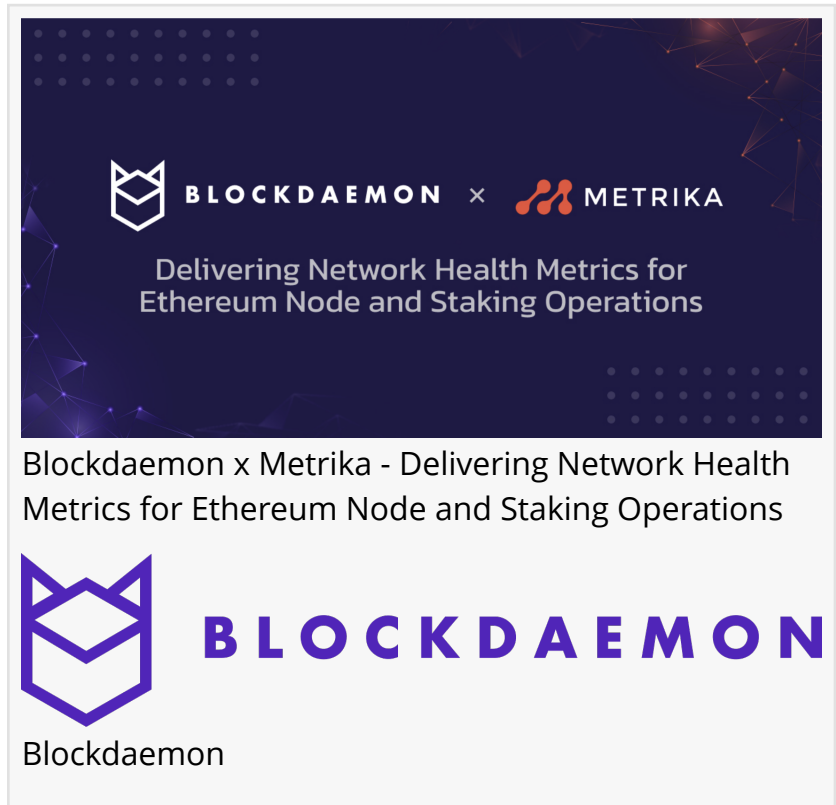 BLOCKDAEMON × METRIKA
Delivering Network Health Metrics for
Ethereum Node and Staking Operations
Blockdaemon x Metrika - Delivering Network Health
Metrics for Ethereum Node and Staking Operations
BLOCKDAEMON
Blockdaemon